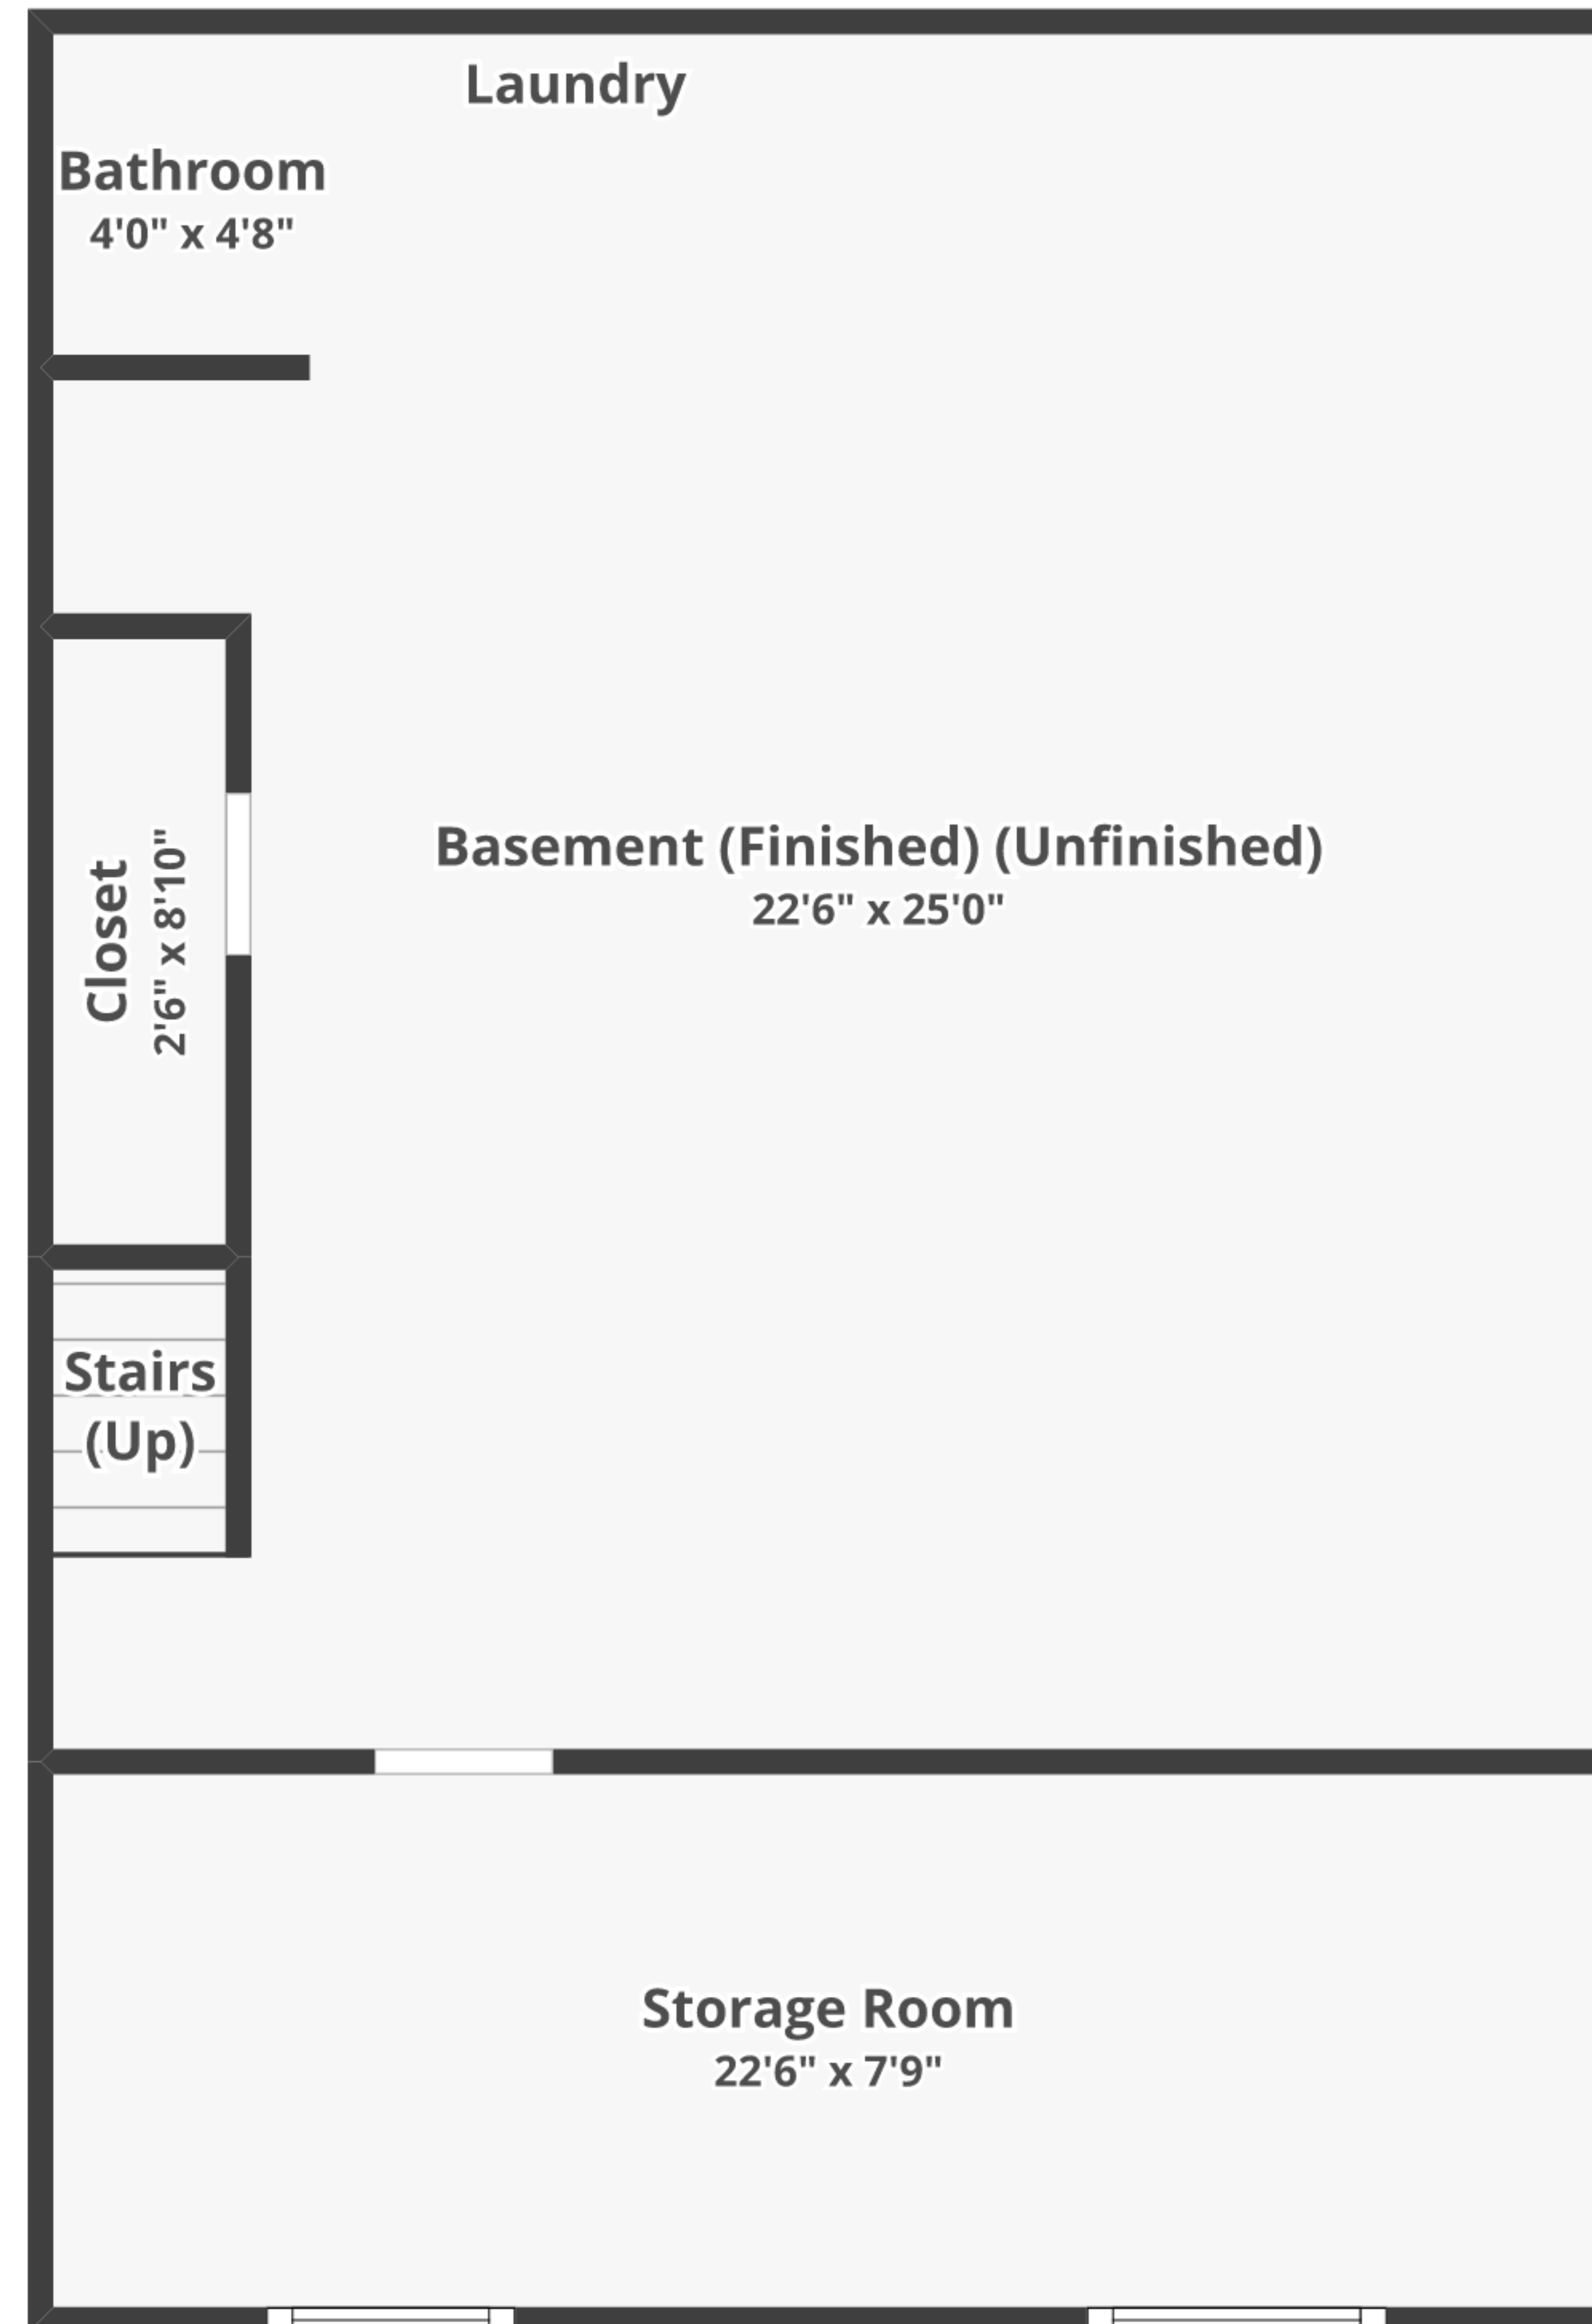 Laundry
Bathroom
4'0" x 4'8"
Basement (Finished) (Unfinished)
22'6" x 25'0"
Closet
2'6" x 8'10"
Stairs
(Up)
Storage Room
22'6" x 7'9"